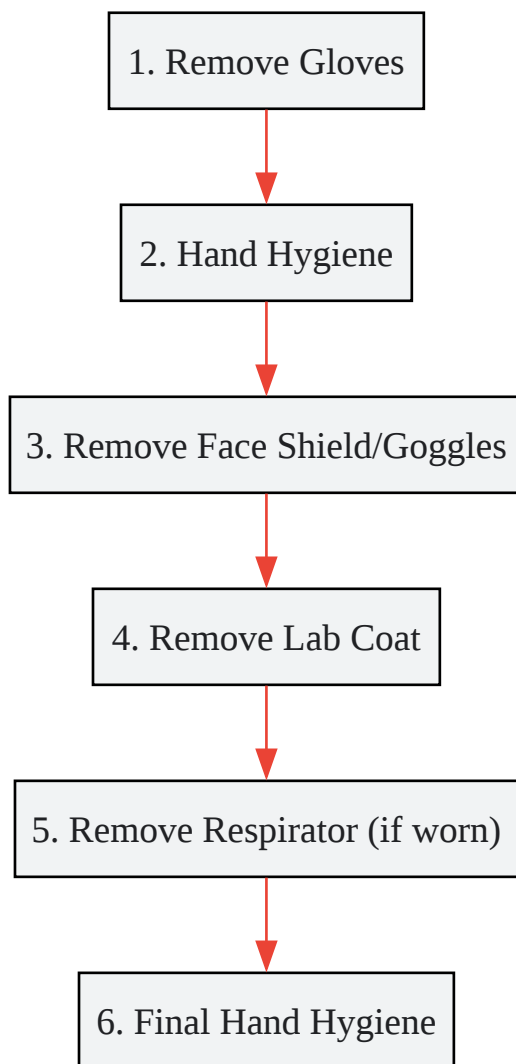 1. Remove Gloves
2. Hand Hygiene
3. Remove Face Shield/Goggles
4. Remove Lab Coat
5. Remove Respirator (if worn)
6. Final Hand Hygiene